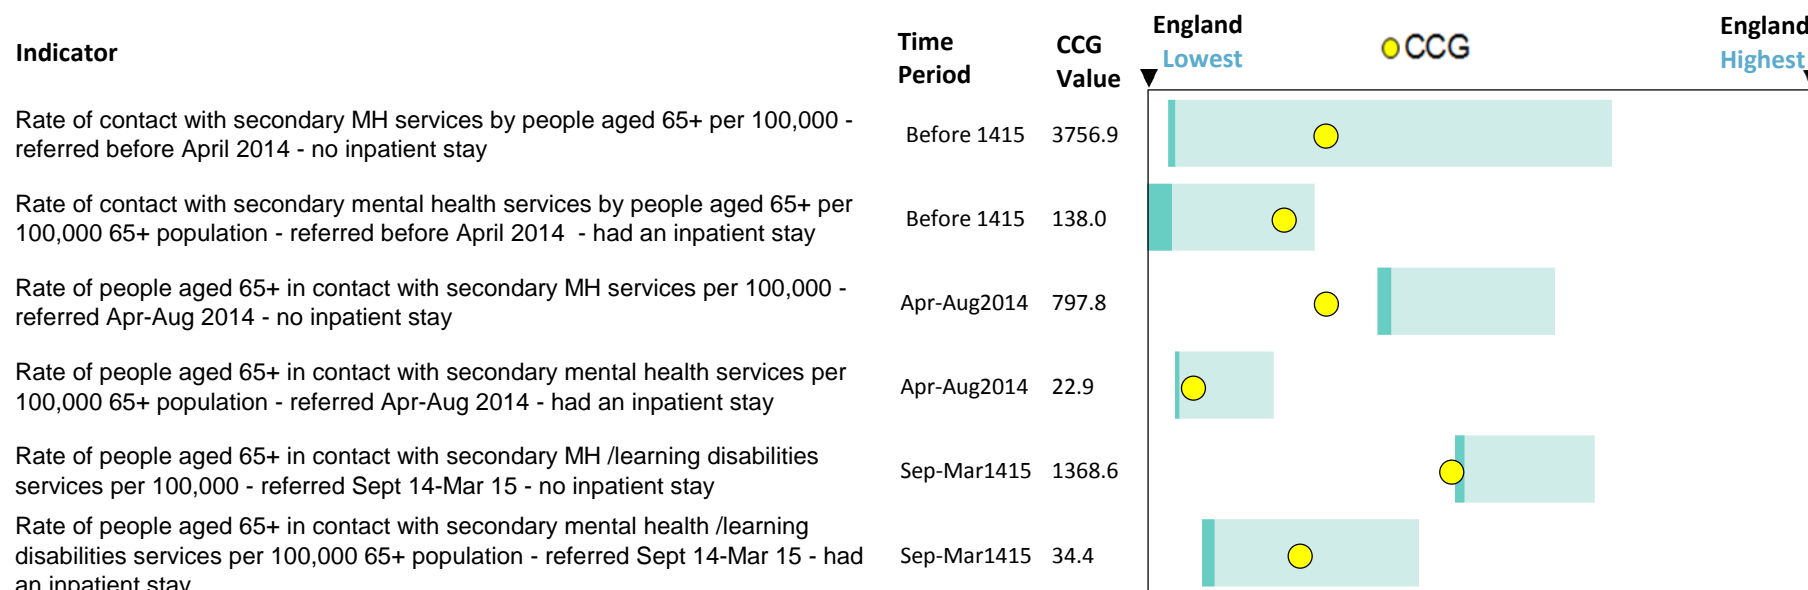 Indicator
Time Period
CCG Value
England Lowest
CCG
England Highest
Rate of contact with secondary MH services by people aged 65+ per 100,000 -
referred before April 2014 - no inpatient stay
Before 1415 3756.9
Rate of contact with secondary mental health services by people aged 65+ per
100,000 65+ population - referred before April 2014 - had an inpatient stay
Before 1415 138.0
Rate of people aged 65+ in contact with secondary MH services per 100,000 -
referred Apr-Aug 2014 - no inpatient stay
Apr-Aug2014 797.8
Rate of people aged 65+ in contact with secondary mental health services per
100,000 65+ population - referred Apr-Aug 2014 - had an inpatient stay
Apr-Aug2014 22.9
Rate of people aged 65+ in contact with secondary MH /learning disabilities
services per 100,000 - referred Sept 14-Mar 15 - no inpatient stay
Sep-Mar1415 1368.6
Rate of people aged 65+ in contact with secondary mental health /learning
disabilities services per 100,000 65+ population - referred Sept 14-Mar 15 - had
an inpatient stay
Sep-Mar1415 34.4